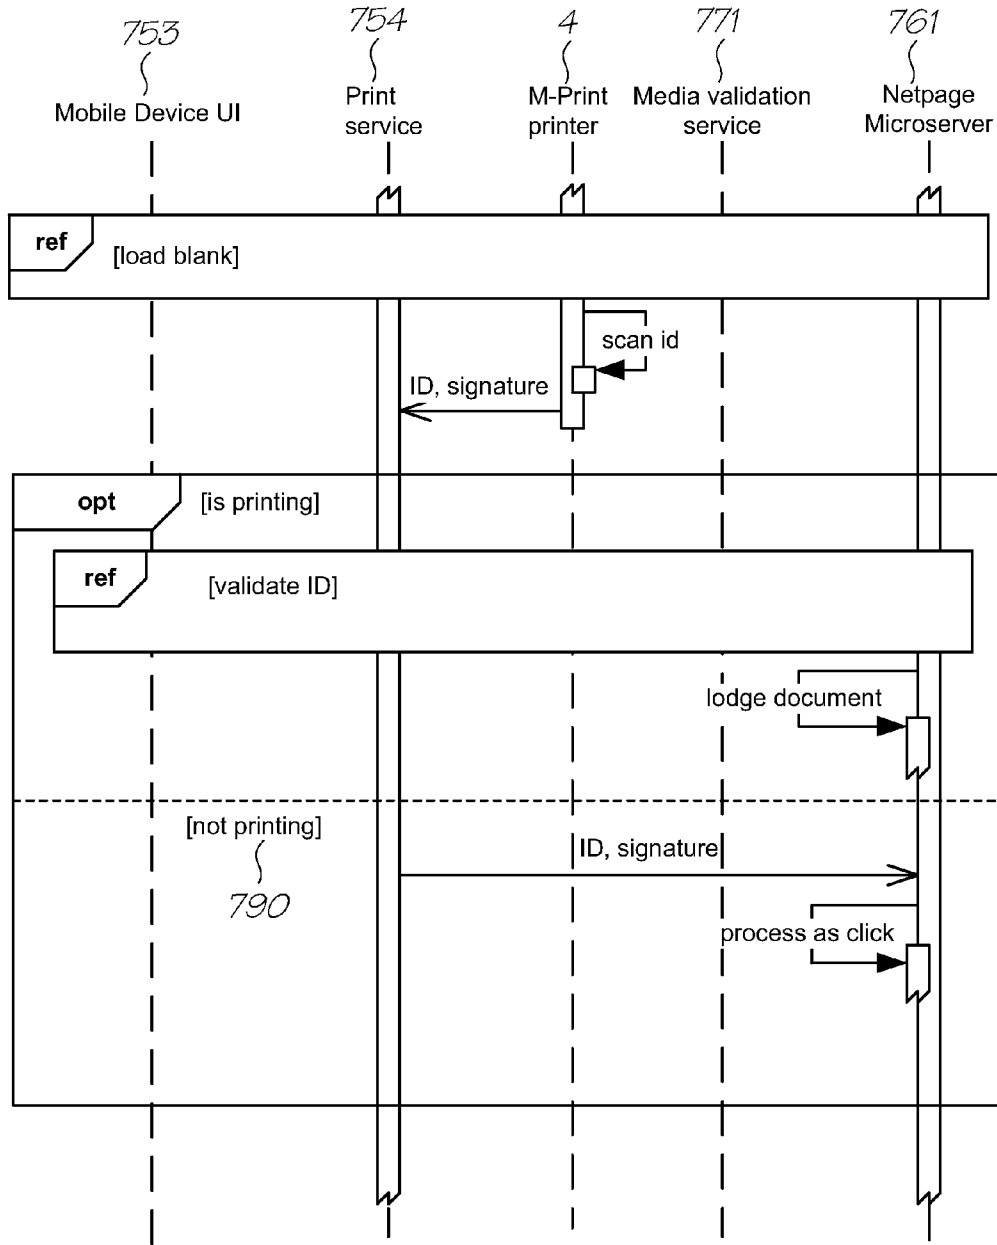 753
754
4
771
761
Mobile Device UI
Print
service
M-Print
printer
Media validation
service
Netpage
Microserver
ref
[load blank]
scan id
ID, signature
opt
[is printing]
ref
[validate ID]
lodge document
[not printing]
ID, signature
790
process as click